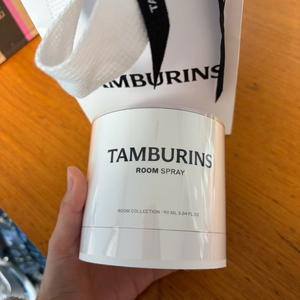 TAMBURINS
TAMBURINS
ROOM SPRAY
ROOM COLLECTION · 90 ML 3.04 FL. OZ